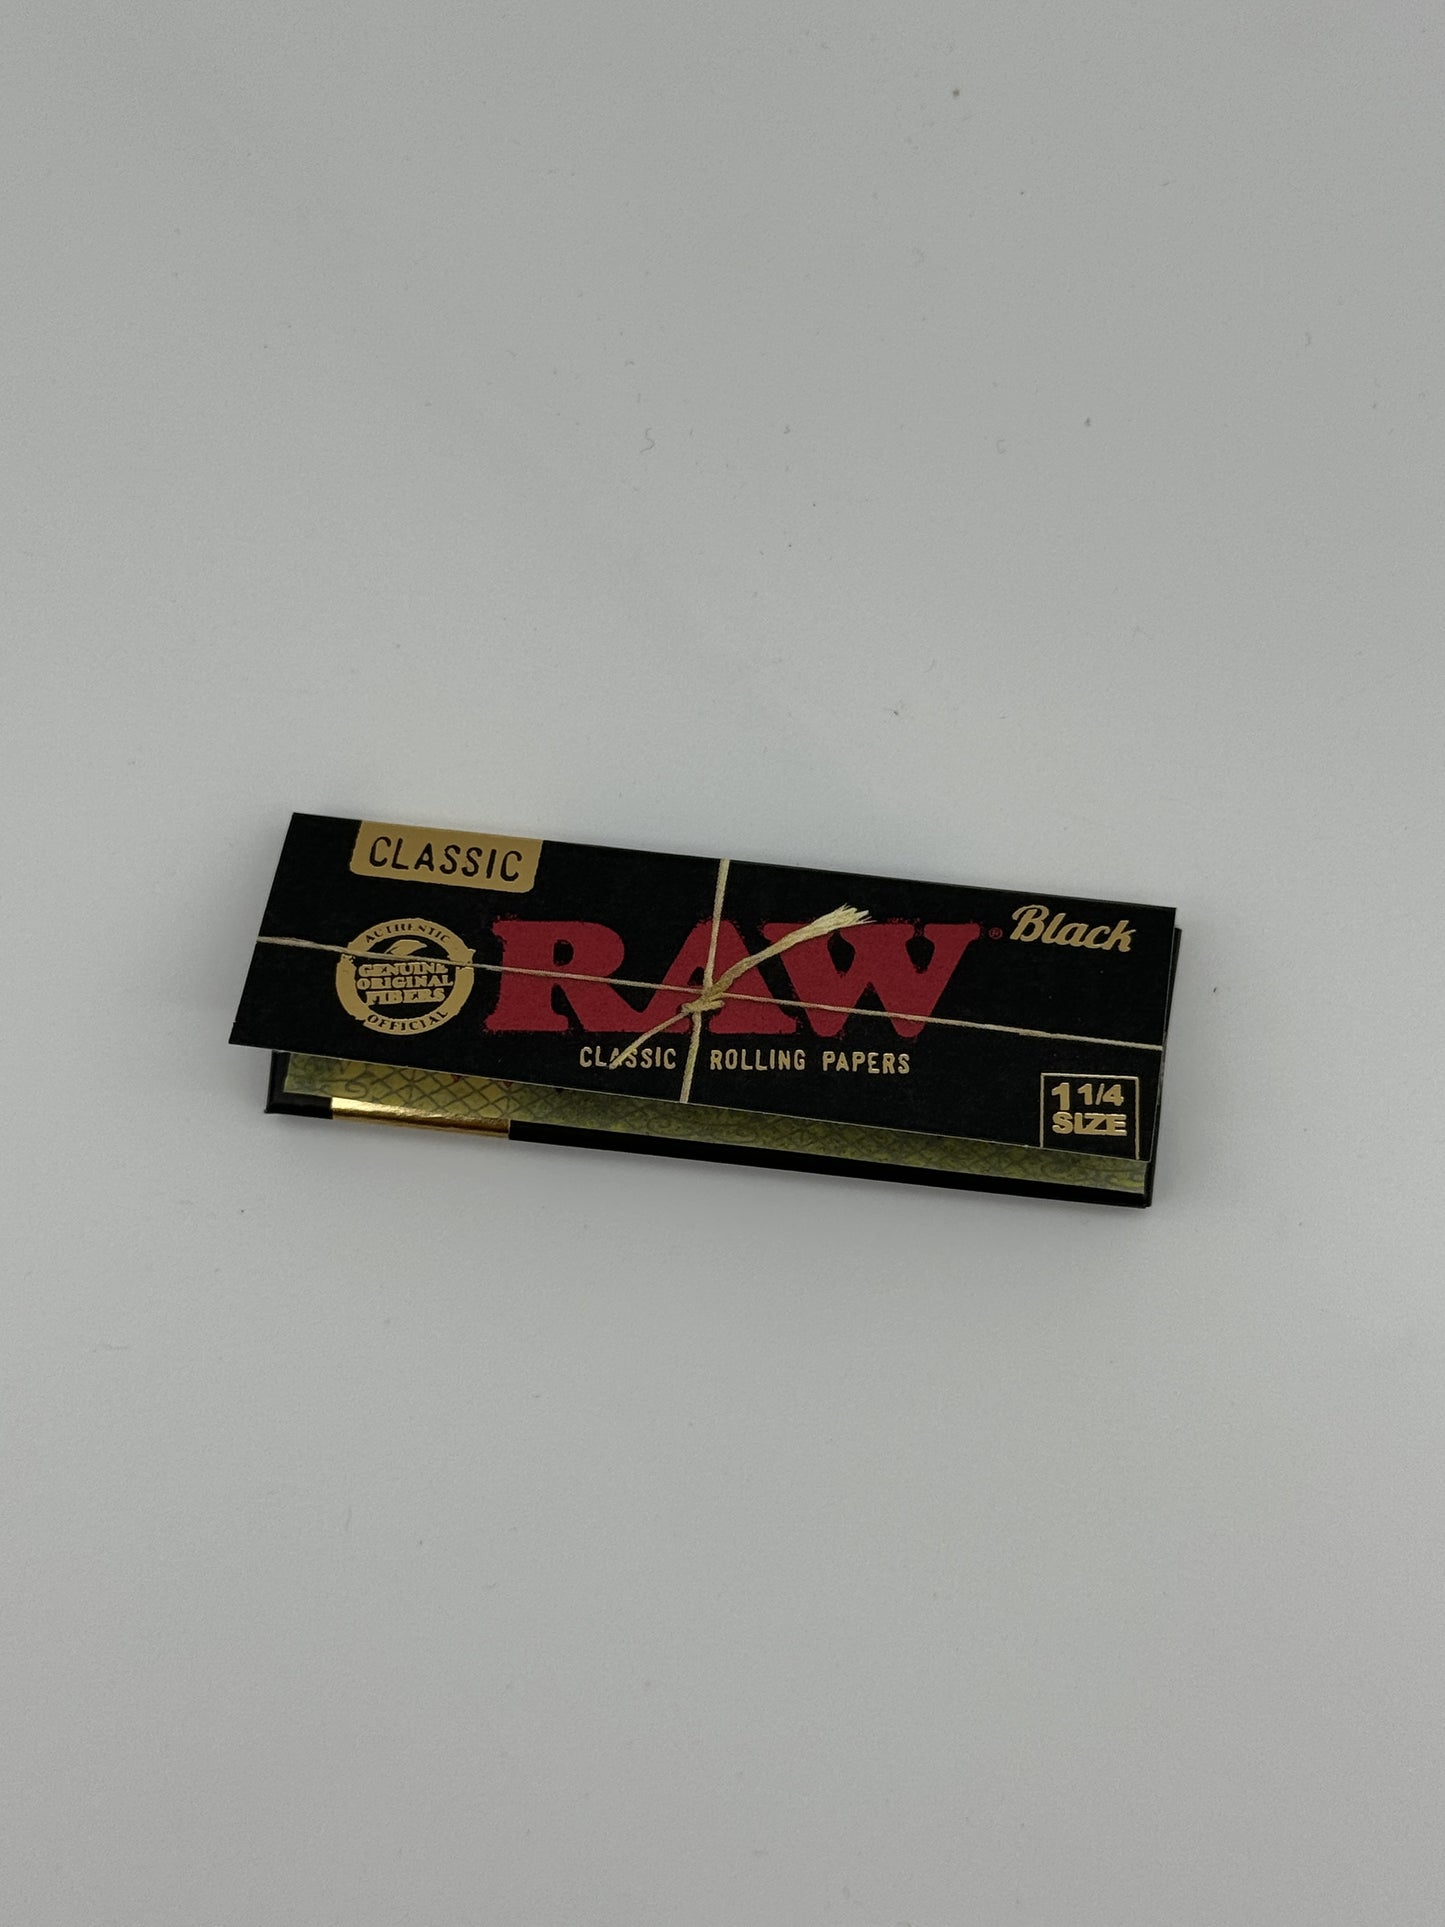 CLASSIC
AUTHENTIC
GENUINE
ORIGINAL
FIBERS
OFFICIAL
RAW® Black
CLASSIC ROLLING PAPERS
1 1/4
SIZE